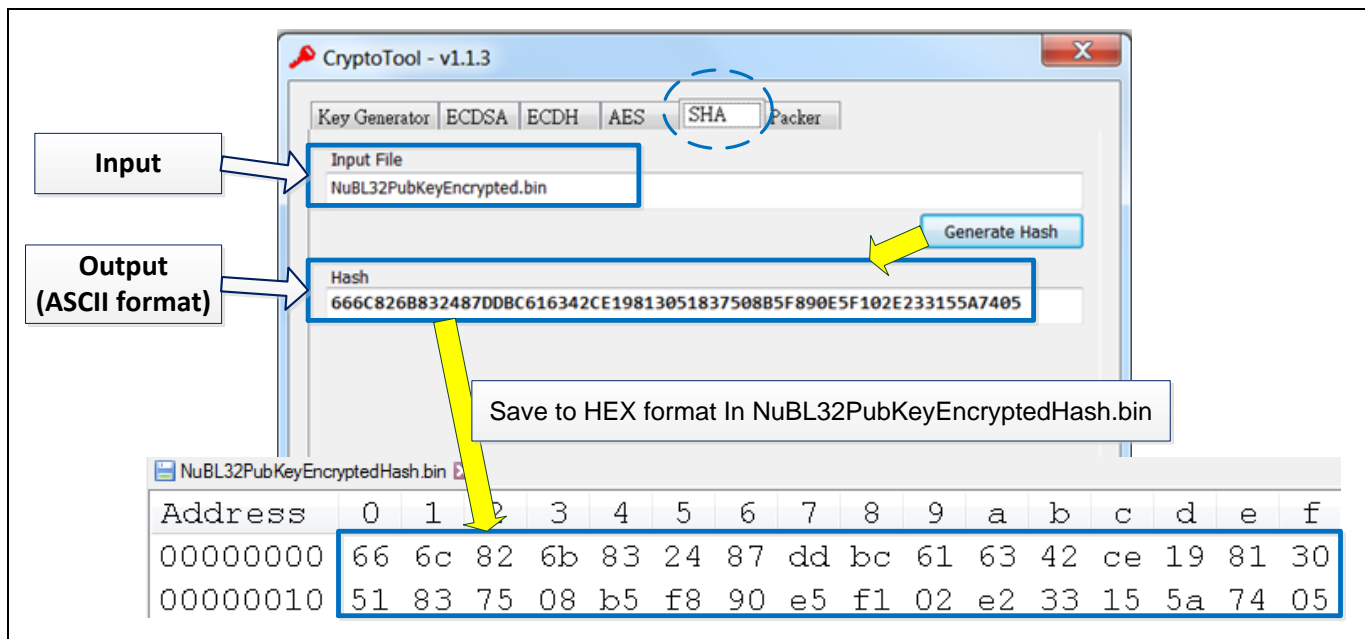 CryptoTool - v1.1.3
Key Generator ECDSA ECDH AES SHA Packer
Input
Input File
NuBL32PubKeyEncrypted.bin
Generate Hash
Output
(ASCII format)
Hash
666C826B832487DDBC616342CE19813051837508B5F890E5F102E233155A7405
Save to HEX format In NuBL32PubKeyEncryptedHash.bin
NuBL32PubKeyEncryptedHash.bin
Address 0 1 2 3 4 5 6 7 8 9 a b c d e f
00000000 66 6c 82 6b 83 24 87 dd bc 61 63 42 ce 19 81 30
00000010 51 83 75 08 b5 f8 90 e5 f1 02 e2 33 15 5a 74 05